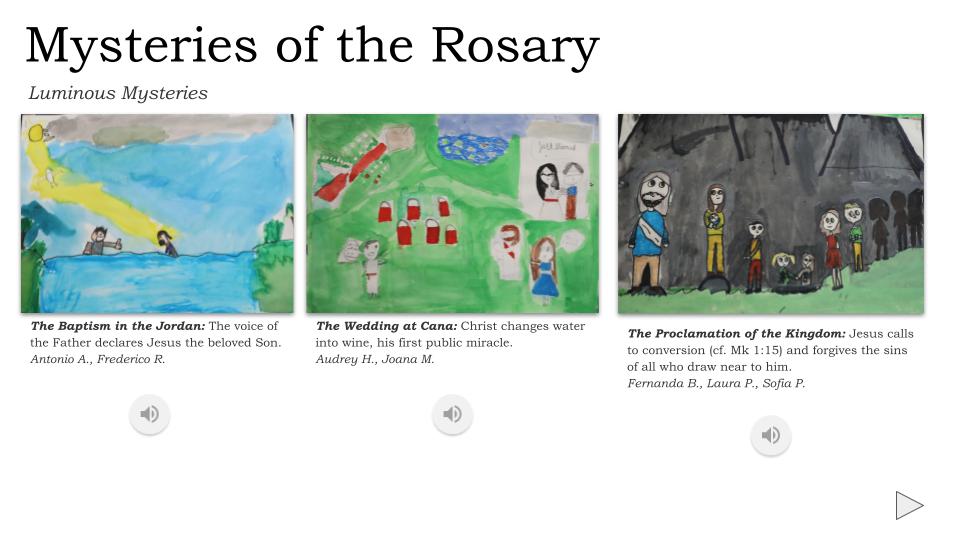 Mysteries of the Rosary
Luminous Mysteries
Just Married
The Baptism in the Jordan: The voice of
the Father declares Jesus the beloved Son.
Antonio A., Frederico R.
The Wedding at Cana: Christ changes water
into wine, his first public miracle.
Audrey H., Joana M.
The Proclamation of the Kingdom: Jesus calls
to conversion (cf. Mk 1:15) and forgives the sins
of all who draw near to him.
Fernanda B., Laura P., Sofia P.